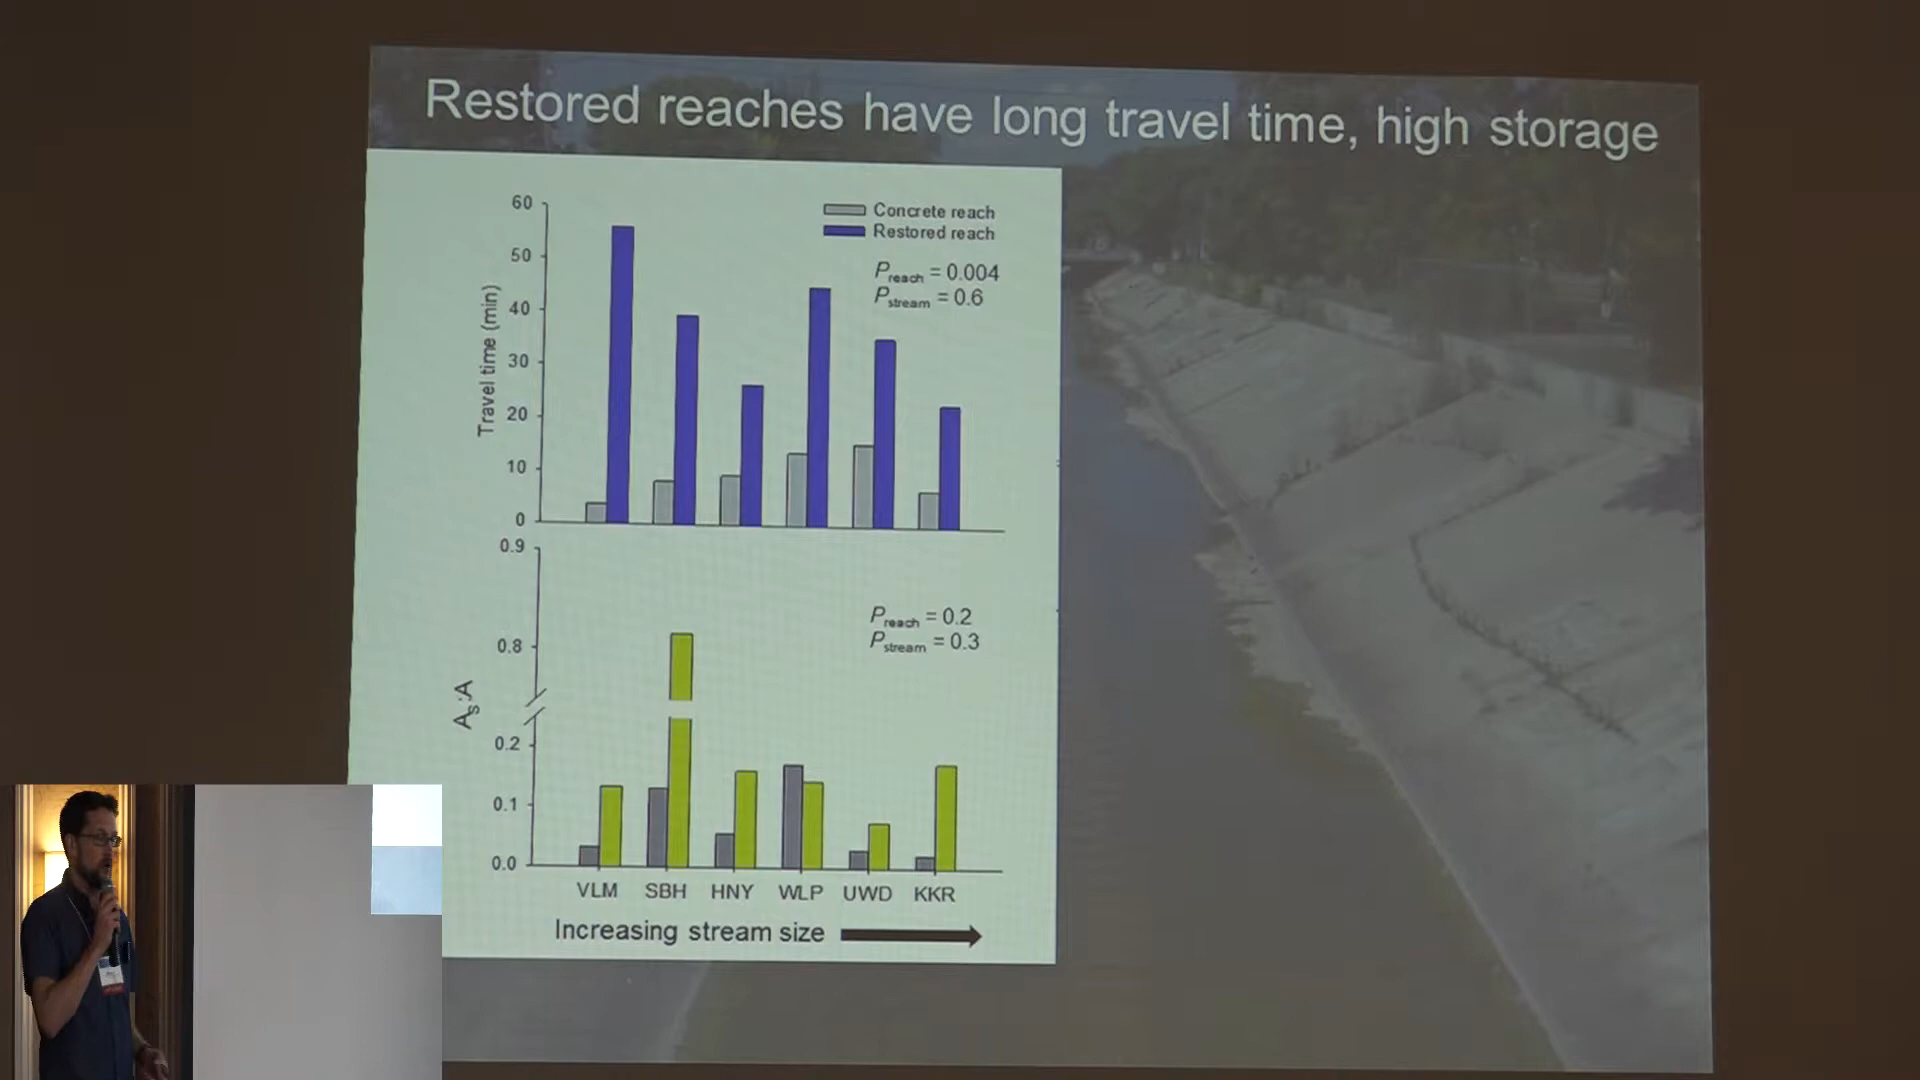 Restored reaches have long travel time, high storage
Concrete reach
Restored reach
P reach = 0.004
P stream = 0.6
Travel time (min)
60
50
40
30
20
10
0
P reach = 0.2
P stream = 0.3
As:A
0.9
0.8
0.2
0.1
0.0
VLM SBH HNY WLP UWD KKR
Increasing stream size